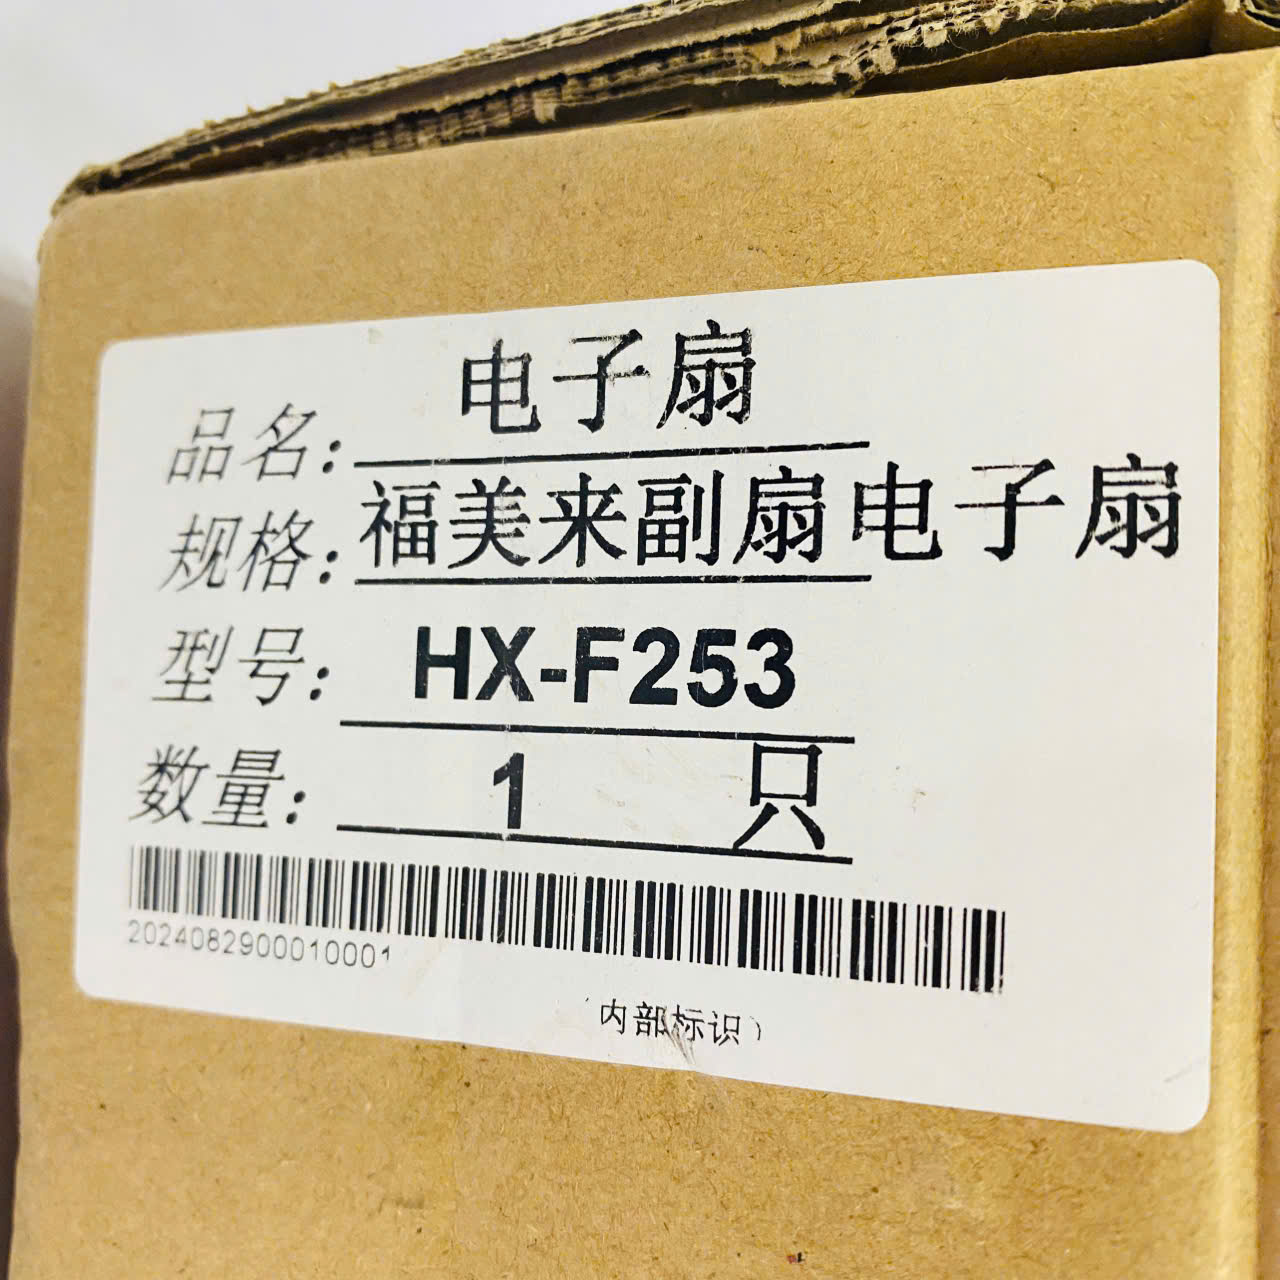 品名: 电子扇
规格: 福美来副扇电子扇
型号: HX-F253
数量: 1 只
2024082900010001
(内部标识)